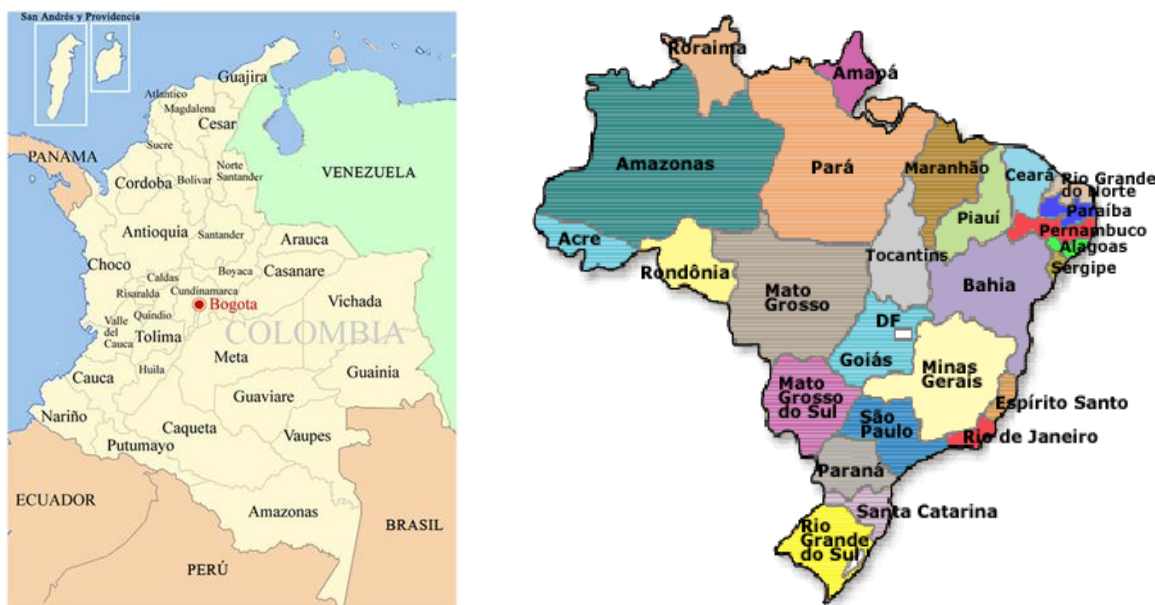 San Andrés y Providencia
Guajira
Atlantico
Magdalena
Cesar
PANAMA
Sucre
Norte
Santander
VENEZUELA
Cordoba
Bolivar
Antioquia
Santander
Arauca
Choco
Boyaca
Casanare
Caldas
Risaralda
Cundinamarca
Vichada
Bogota
Quindio
Valle
del
Cauca
Tolima
COLOMBIA
Meta
Huila
Cauca
Guainia
Guaviare
Nariño
Caqueta
Vaupes
Putumayo
ECUADOR
Amazonas
BRASIL
PERÚ
Roraima
Amapá
Amazonas
Pará
Maranhão
Ceará
Rio Grande
do Norte
Piauí
Paraíba
Pernambuco
Acre
Alagoas
Tocantins
Sergipe
Rondônia
Bahia
Mato
Grosso
DF
Goiás
Minas
Gerais
Mato
Grosso
do Sul
São
Paulo
Espírito Santo
Rio de Janeiro
Paraná
Santa Catarina
Rio
Grande
do Sul